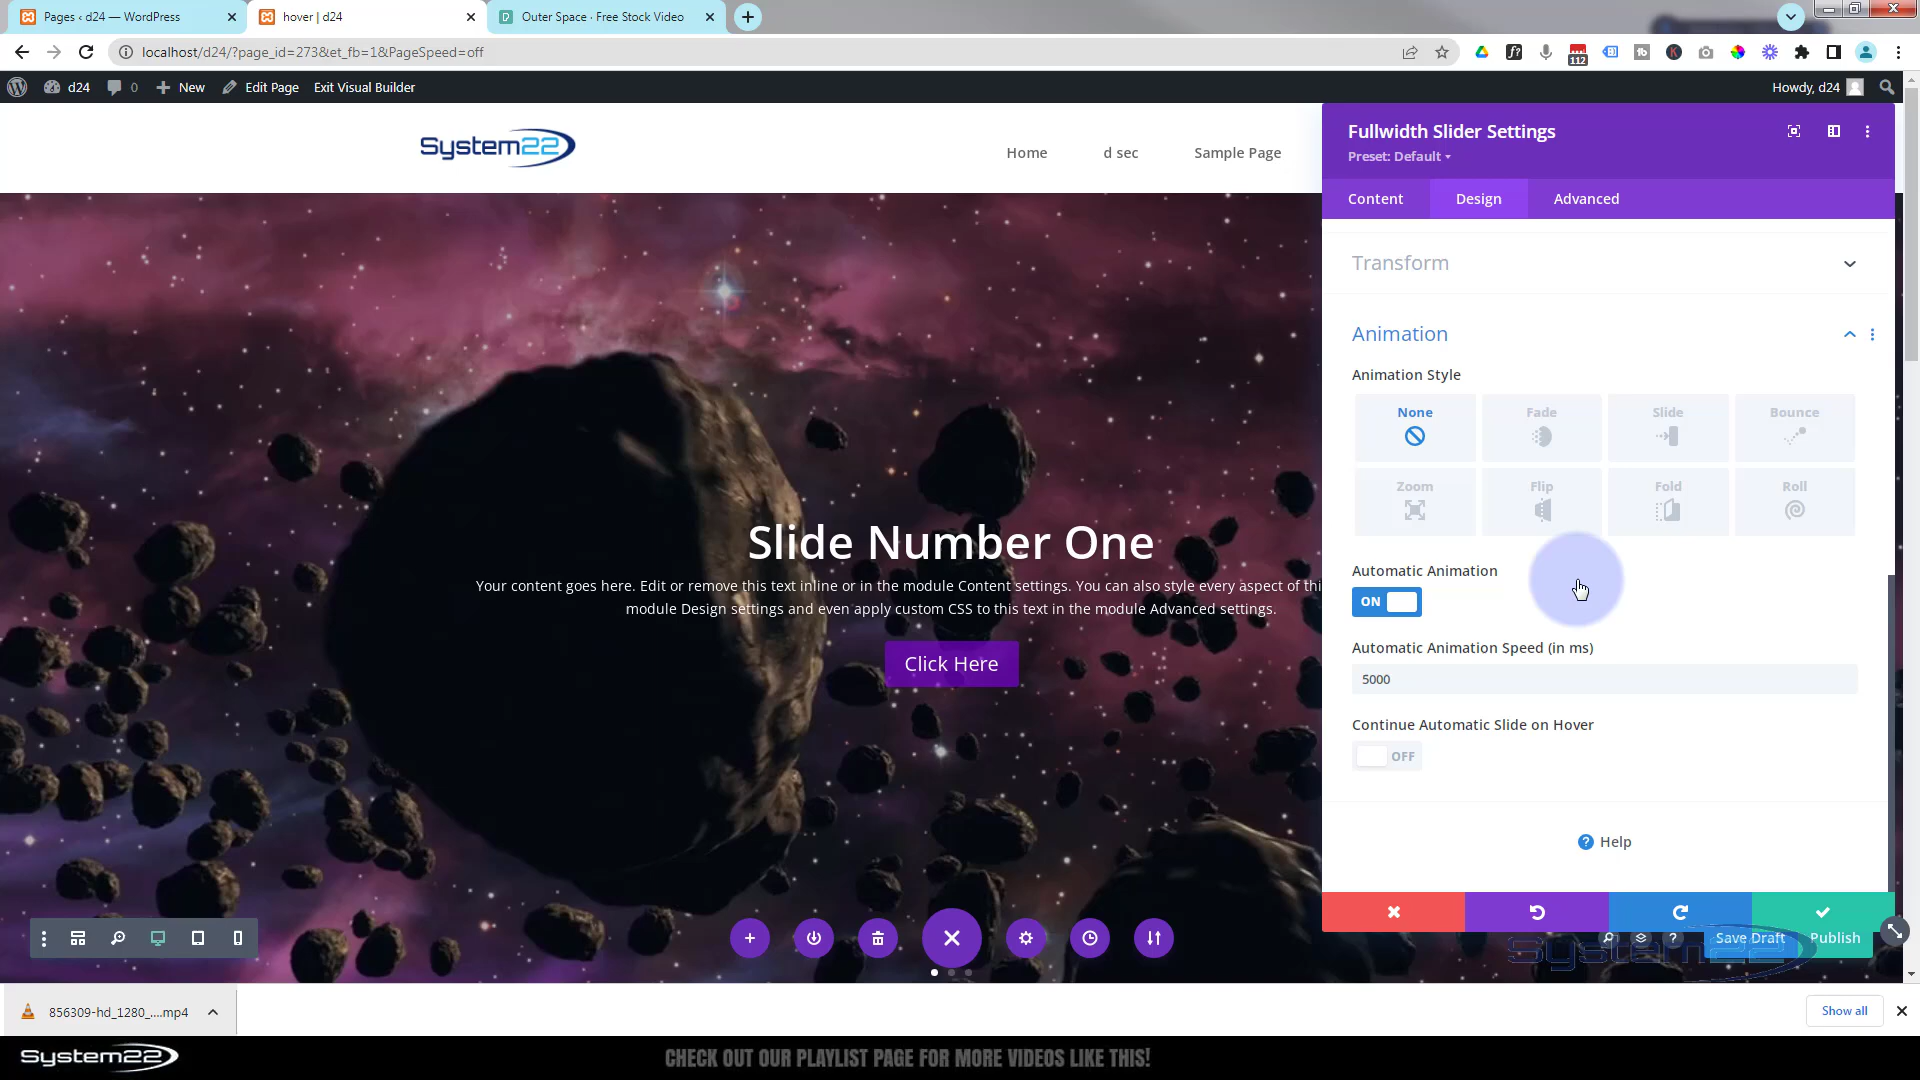 Pages ‹ d24 — WordPress
hover | d24
Outer Space · Free Stock Video
localhost/d24/?page_id=273&et_fb=1&PageSpeed=off
112
d24
0
New
Edit Page
Exit Visual Builder
Howdy, d24
System22
Home
d sec
Sample Page
Fullwidth Slider Settings
Preset: Default
Content
Design
Advanced
Transform
Animation
Animation Style
None
Fade
Slide
Bounce
Zoom
Flip
Fold
Roll
Slide Number One
Your content goes here. Edit or remove this text inline or in the module Content settings. You can also style every aspect of thi
module Design settings and even apply custom CSS to this text in the module Advanced settings.
Click Here
Automatic Animation
ON
Automatic Animation Speed (in ms)
5000
Continue Automatic Slide on Hover
OFF
? Help
System22
Save Draft
Publish
856309-hd_1280_....mp4
Show all
System22
CHECK OUT OUR PLAYLIST PAGE FOR MORE VIDEOS LIKE THIS!